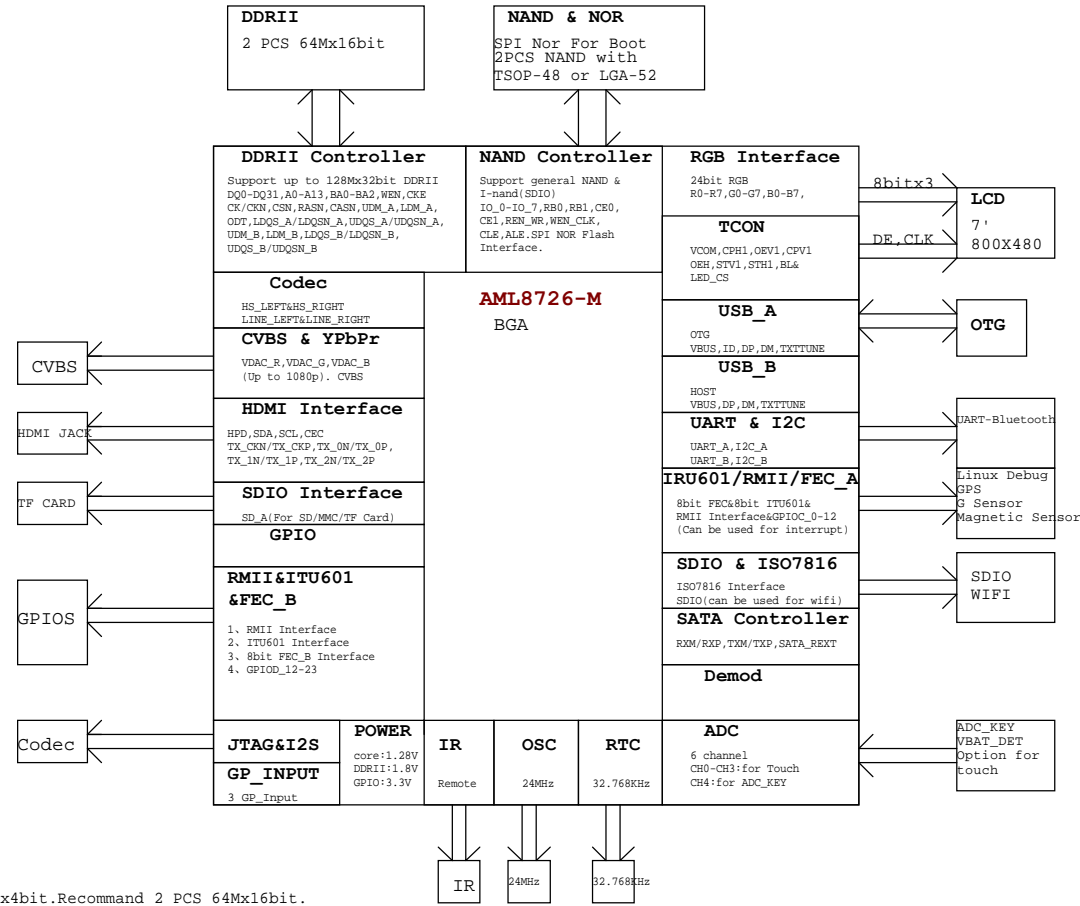 DDRII
2 PCS 64Mx16bit
NAND & NOR
SPI Nor For Boot
2PCS NAND with
TSOP-48 or LGA-52
DDRII Controller
Support up to 128Mx32bit DDRII
DQ0-DQ31,A0-A13,BA0-BA2,WEN,CKE
CK/CKN,CSN,RASN,CASN,UDM_A,LDM_A,
ODT,LDQS_A/LDQSN_A,UDQS_A/UDQSN_A,
UDM_B,LDM_B,LDQS_B/LDQSN_B,
UDQS_B/UDQSN_B
NAND Controller
Support general NAND &
I-nand(SDIO)
IO_0-IO_7,RB0,RB1,CE0,
CE1,REN_WR,WEN_CLK,
CLE,ALE.SPI NOR Flash
Interface.
RGB Interface
24bit RGB
R0-R7,G0-G7,B0-B7,
8bitx3
LCD
7'
800X480
TCON
VCOM,CPH1,OEV1,CPV1
OEH,STV1,STH1,BL&
LED_CS
DE,CLK
Codec
HS_LEFT&HS_RIGHT
LINE_LEFT&LINE_RIGHT
AML8726-M
BGA
USB_A
OTG
VBUS,ID,DP,DM,TXTTUNE
OTG
CVBS
CVBS & YPbPr
VDAC_R,VDAC_G,VDAC_B
(Up to 1080p). CVBS
USB_B
HOST
VBUS,DP,DM,TXTTUNE
HDMI JACK
HDMI Interface
HPD,SDA,SCL,CEC
TX_CKN/TX_CKP,TX_0N/TX_0P,
TX_1N/TX_1P,TX_2N/TX_2P
UART & I2C
UART_A,I2C_A
UART_B,I2C_B
UART-Bluetooth
TF CARD
SDIO Interface
SD_A(For SD/MMC/TF Card)
IRU601/RMII/FEC_A
8bit FEC&8bit ITU601&
RMII Interface&GPIOC_0-12
(Can be used for interrupt)
Linux Debug
GPS
G Sensor
Magnetic Sensor
GPIO
GPIOS
RMII&ITU601
&FEC_B
1、RMII Interface
2、ITU601 Interface
3、8bit FEC_B Interface
4、GPIOD_12-23
SDIO & ISO7816
ISO7816 Interface
SDIO(can be used for wifi)
SDIO
WIFI
SATA Controller
RXM/RXP,TXM/TXP,SATA_REXT
Demod
Codec
JTAG&I2S
GP_INPUT
3 GP_Input
POWER
core:1.28V
DDRII:1.8V
GPIO:3.3V
IR
Remote
OSC
24MHz
RTC
32.768KHz
ADC
6 channel
CH0-CH3:for Touch
CH4:for ADC_KEY
ADC_KEY
VBAT_DET
Option for
touch
IR
24MHz
32.768KHz
x4bit.Recommand 2 PCS 64Mx16bit.